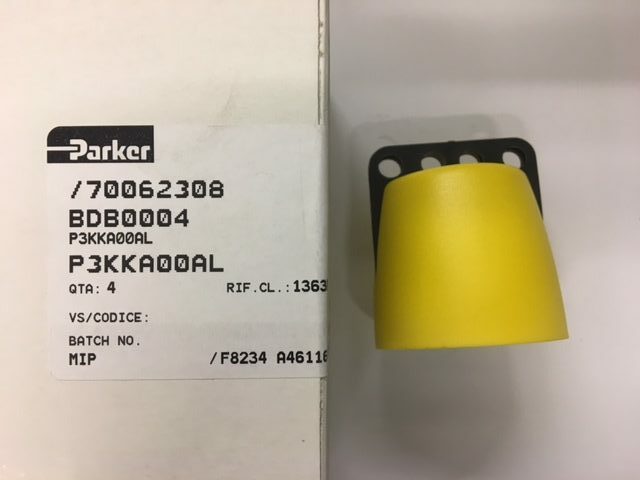 Parker
/70062308
BDB0004
P3KKA00AL
P3KKA00AL
QTA: 4 RIF.CL.:1363
VS/CODICE:
BATCH NO.
MIP /F8234 A4611